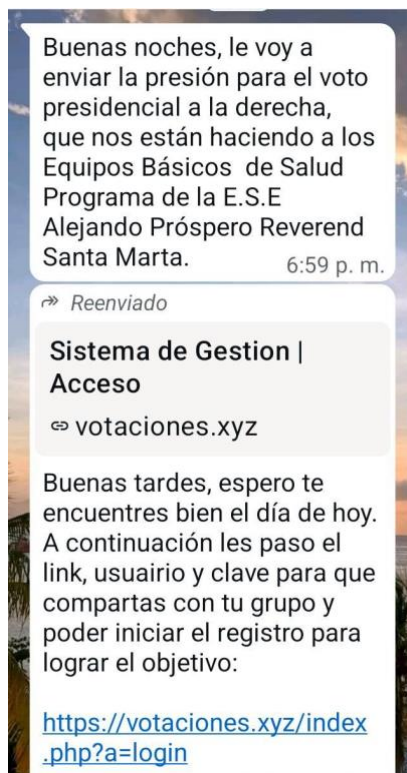 Buenas noches, le voy a
enviar la presión para el voto
presidencial a la derecha,
que nos están haciendo a los
Equipos Básicos de Salud
Programa de la E.S.E
Alejando Próspero Reverend
Santa Marta.
6:59 p. m.
Reenviado
Sistema de Gestion |
Acceso
votaciones.xyz
Buenas tardes, espero te
encuentres bien el día de hoy.
A continuación les paso el
link, usuairio y clave para que
compartas con tu grupo y
poder iniciar el registro para
lograr el objetivo:
https://votaciones.xyz/index
.php?a=login